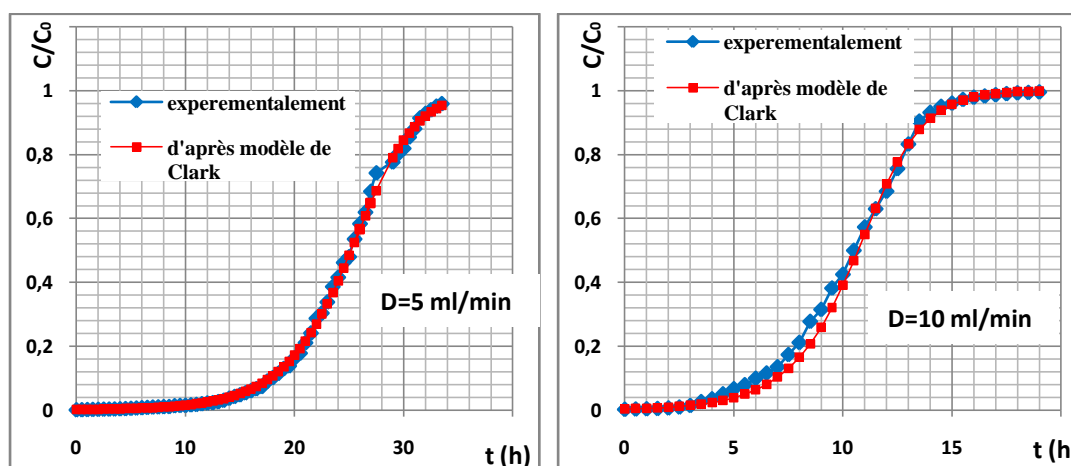 C/C₀
1
0,8
0,6
0,4
0,2
0
0 10 20 30
t (h)
experementalement
d'après modèle de
Clark
D=5 ml/min
C/C₀
1
0,8
0,6
0,4
0,2
0
0 5 10 15
t (h
experementalement
d'après modèle de
Clark
D=10 ml/min